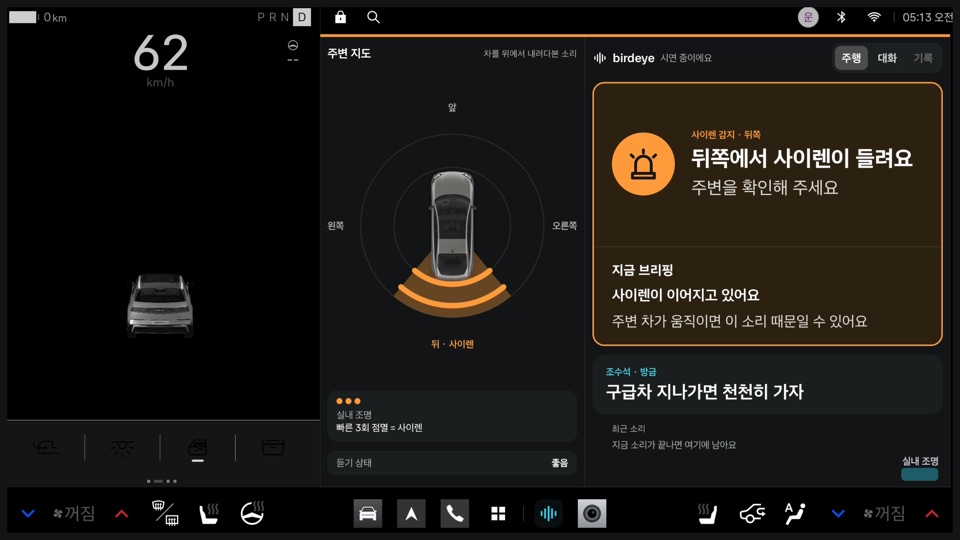 0km
P R N D
운
05:13 오전
62
km/h
주변 지도
차를 위에서 내려다본 소리
앞
왼쪽
오른쪽
뒤 · 사이렌
실내 조명
빠른 3회 점멸 = 사이렌
듣기 상태
좋음
birdeye 시연 중이에요
주행
대화
기록
사이렌 감지 · 뒤쪽
뒤쪽에서 사이렌이 들려요
주변을 확인해 주세요
지금 브리핑
사이렌이 이어지고 있어요
주변 차가 움직이면 이 소리 때문일 수 있어요
조수석 · 방금
구급차 지나가면 천천히 가자
최근 소리
지금 소리가 끝나면 여기에 남아요
실내 조명
꺼짐
A
꺼짐